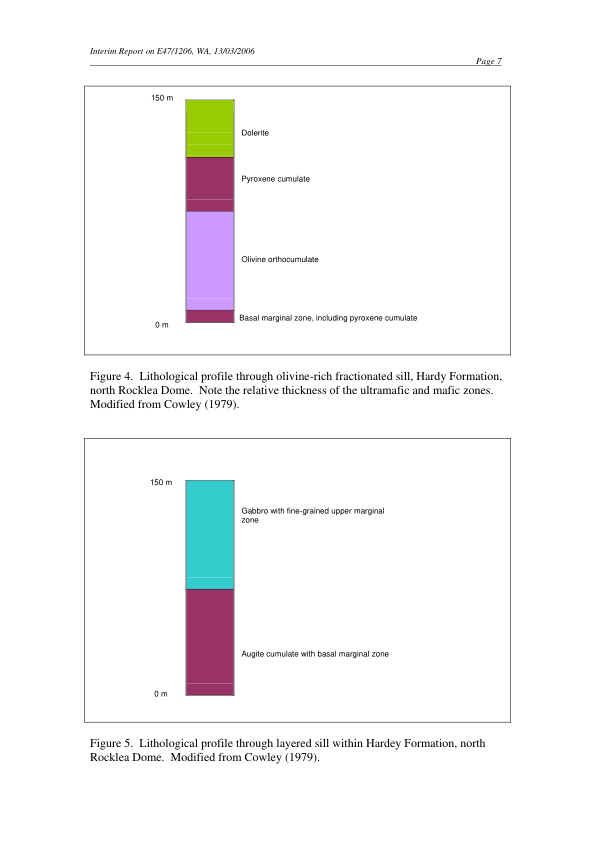 Interim Report on E47/1206, WA, 13/03/2006
Page 7
150 m
Dolerite
Pyroxene cumulate
Olivine orthocumulate
Basal marginal zone, including pyroxene cumulate
0 m
Figure 4.  Lithological profile through olivine-rich fractionated sill, Hardy Formation,
north Rocklea Dome.  Note the relative thickness of the ultramafic and mafic zones.
Modified from Cowley (1979).
150 m
Gabbro with fine-grained upper marginal
zone
Augite cumulate with basal marginal zone
0 m
Figure 5.  Lithological profile through layered sill within Hardey Formation, north
Rocklea Dome.  Modified from Cowley (1979).